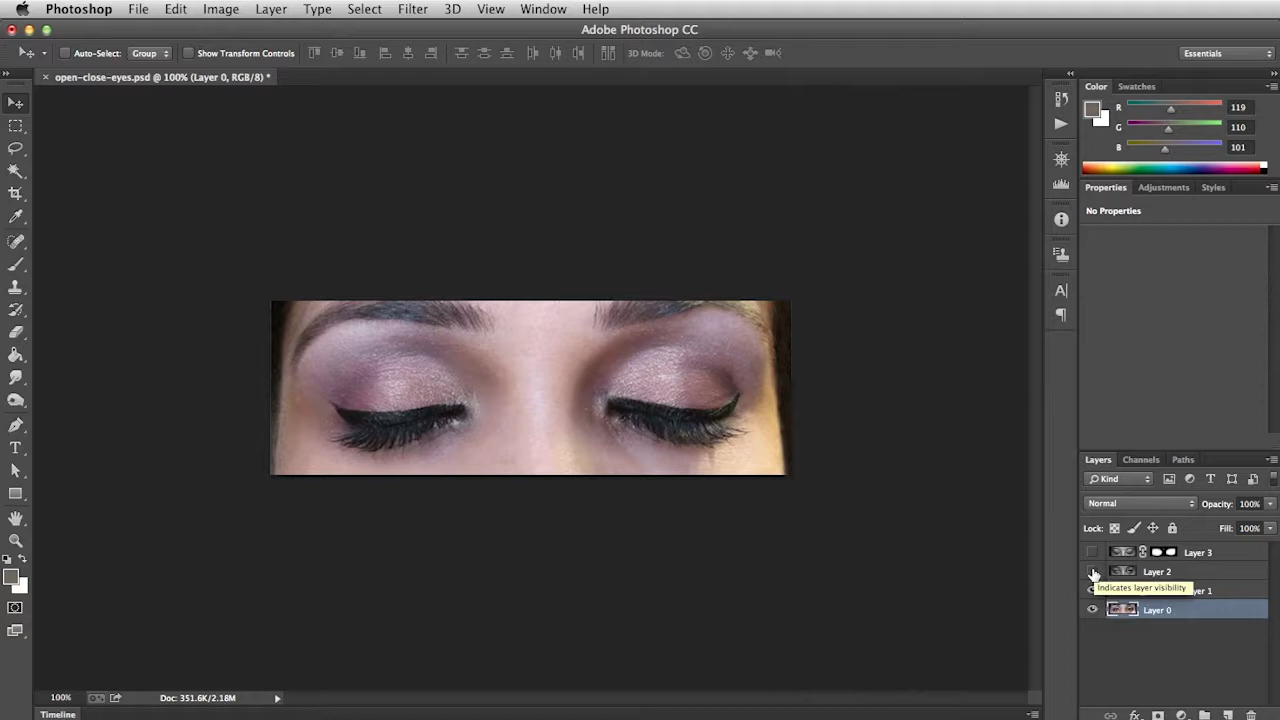 Photoshop File Edit Image Layer Type Select Filter 3D View Window Help
Adobe Photoshop CC
Auto-Select: Group Show Transform Controls 3D Mode: Essentials
open-close-eyes.psd @ 100% (Layer 0, RGB/8) *
Color Swatches
R 119
G 110
B 101
Properties Adjustments Styles
No Properties
Layers Channels Paths
Kind
Normal Opacity: 100%
Lock: Fill: 100%
Layer 3
Layer 2
Indicates layer visibility
yer 1
Layer 0
100% Doc: 351.6K/2.18M
Timeline